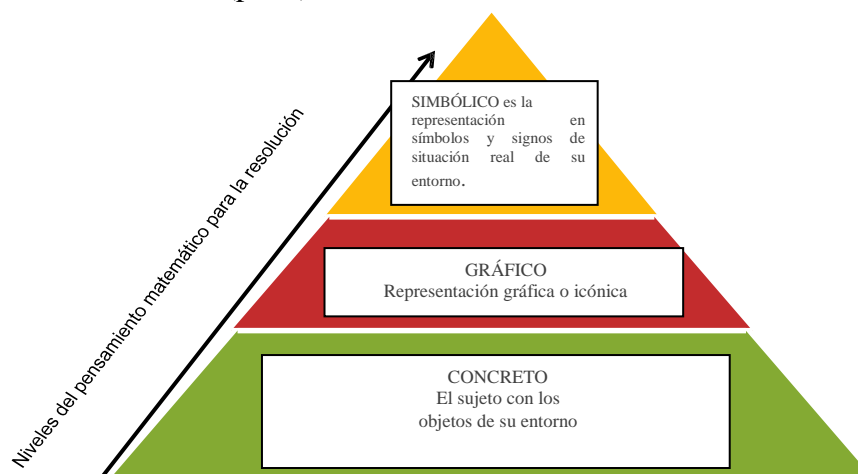 SIMBÓLICO es la
representación en
símbolos y signos de
situación real de su
entorno.
GRÁFICO
Representación gráfica o icónica
CONCRETO
El sujeto con los
objetos de su entorno
Niveles del pensamiento matemático para la resolución